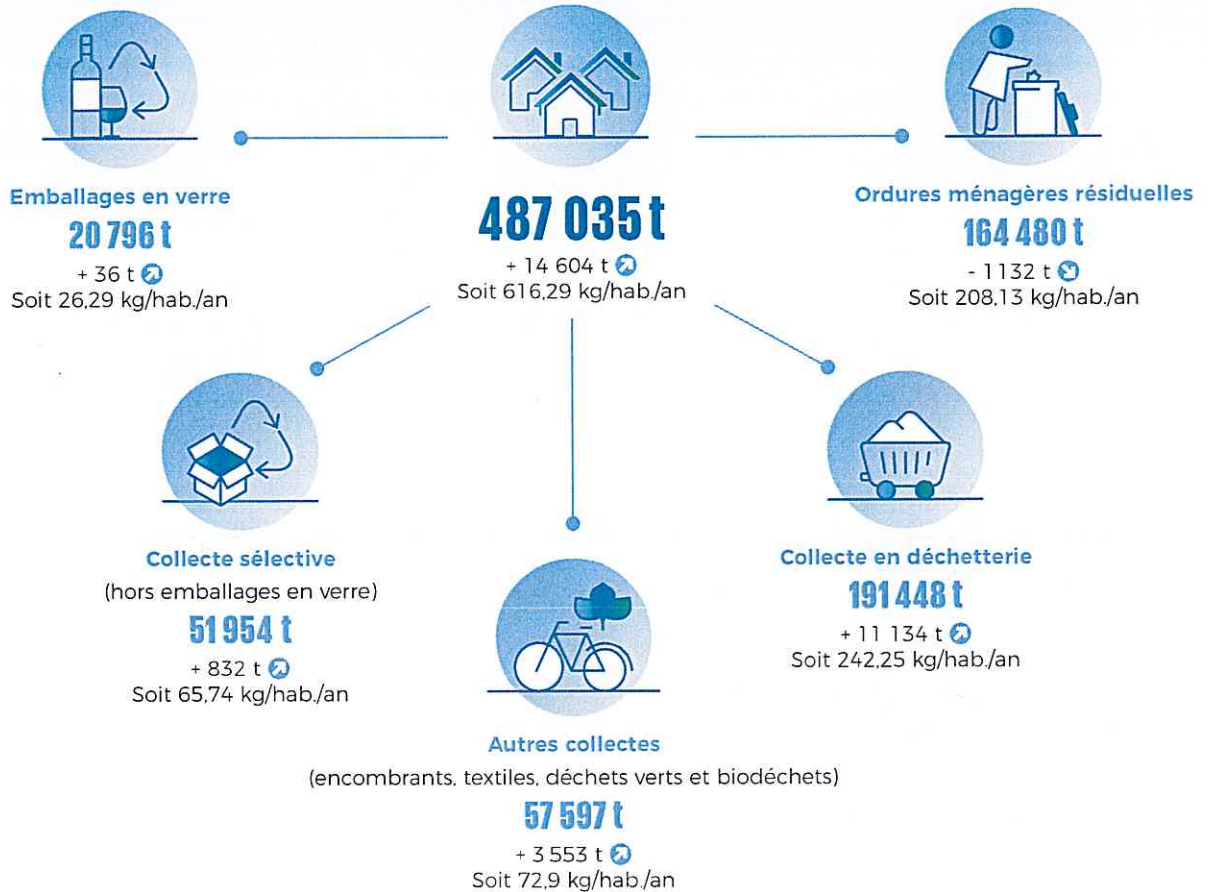 Emballages en verre
20 796 t
+ 36 t
Soit 26,29 kg/hab./an
487 035 t
+ 14 604 t
Soit 616,29 kg/hab./an
Ordures ménagères résiduelles
164 480 t
- 1 132 t
Soit 208,13 kg/hab./an
Collecte sélective
(hors emballages en verre)
51 954 t
+ 832 t
Soit 65,74 kg/hab./an
Autres collectes
(encombrants, textiles, déchets verts et biodéchets)
57 597 t
+ 3 553 t
Soit 72,9 kg/hab./an
Collecte en déchetterie
191 448 t
+ 11 134 t
Soit 242,25 kg/hab./an